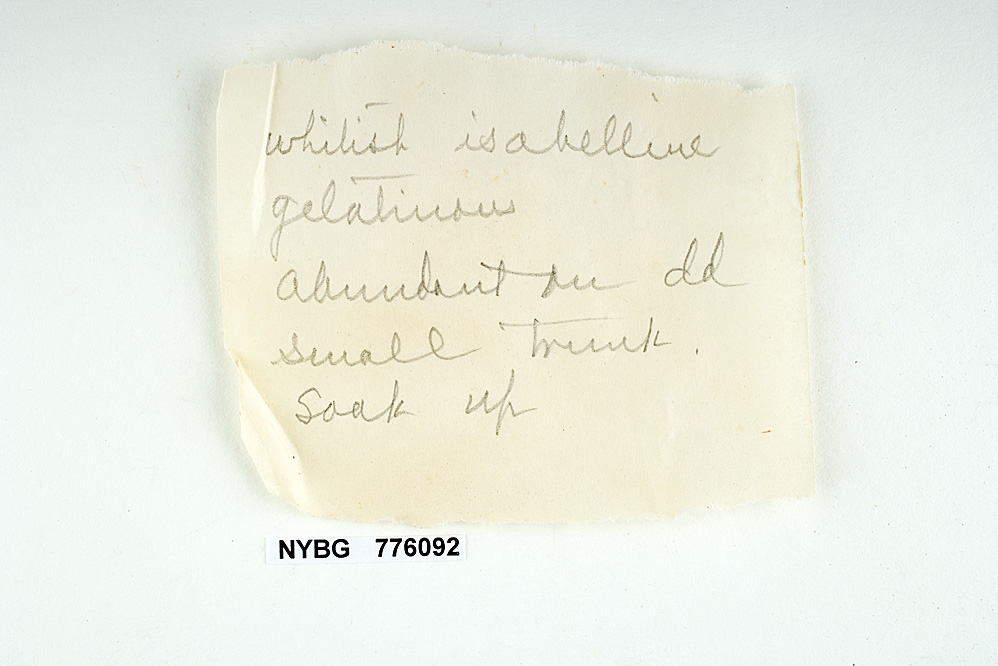 whitish isabelline
gelatinous
abundant on dd
small trunk.
soak up
NYBG 776092